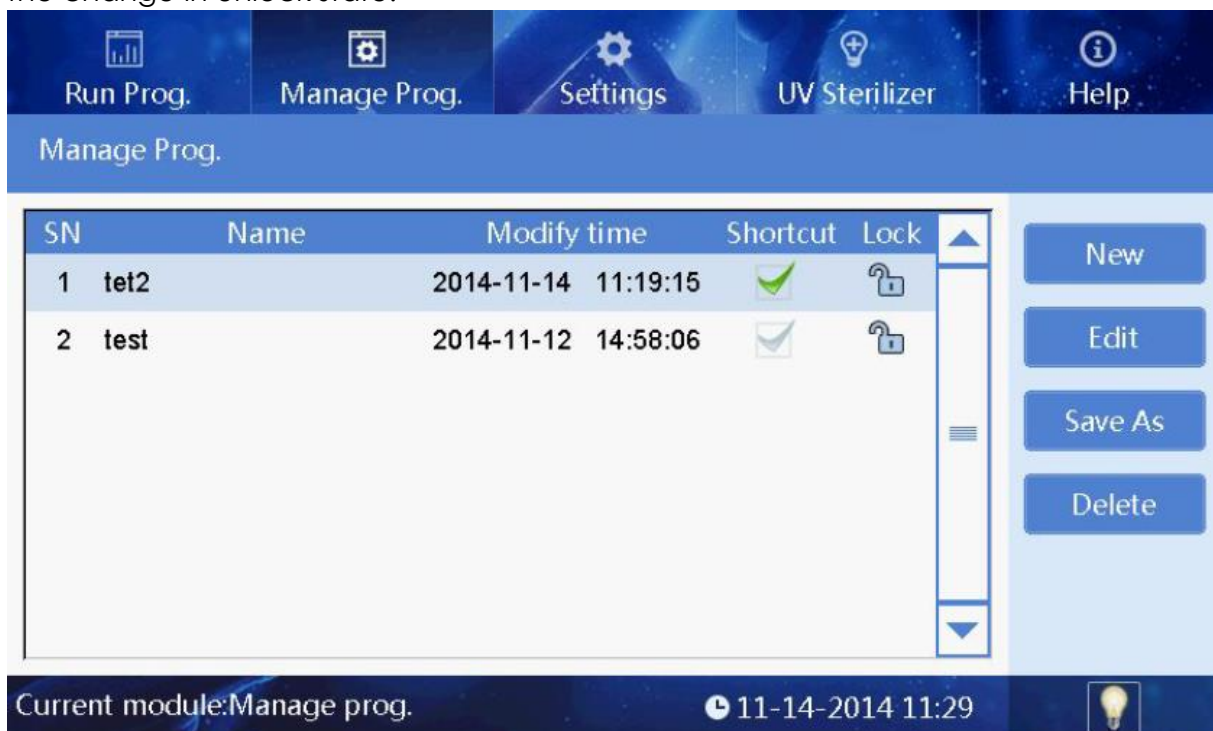 Run Prog. Manage Prog. Settings UV Sterilizer Help
Manage Prog.
SN Name Modify time Shortcut Lock
1 tet2 2014-11-14 11:19:15
2 test 2014-11-12 14:58:06
New
Edit
Save As
Delete
Current module:Manage prog. 11-14-2014 11:29